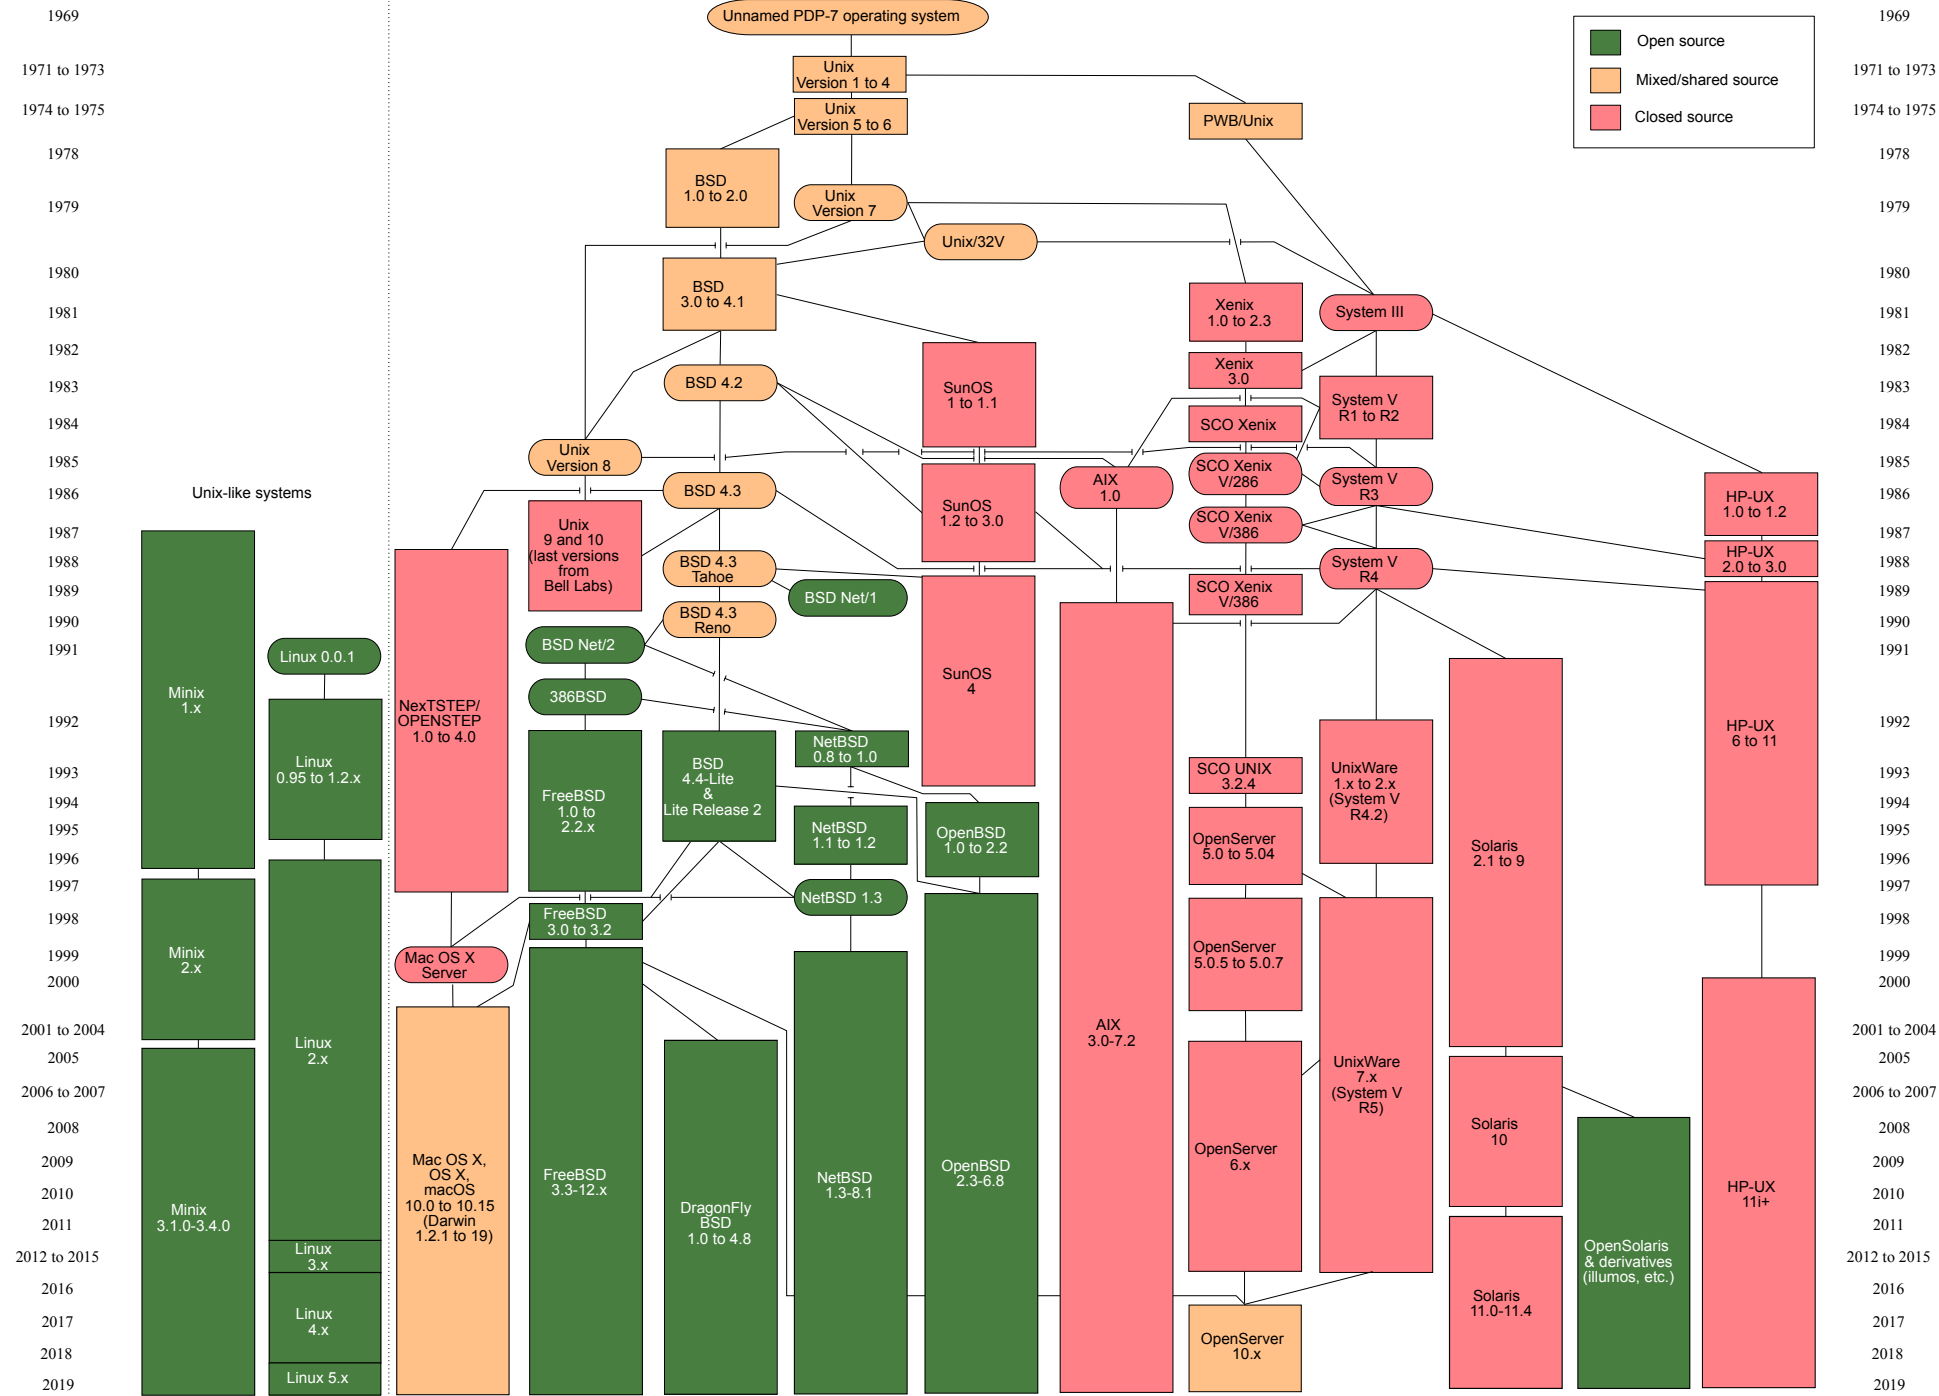 1969
Unnamed PDP-7 operating system
1969
Open source
Mixed/shared source
Closed source
1971 to 1973
Unix
Version 1 to 4
1971 to 1973
1974 to 1975
Unix
Version 5 to 6
PWB/Unix
1974 to 1975
1978
BSD
1.0 to 2.0
1978
1979
Unix
Version 7
1979
Unix/32V
1980
BSD
3.0 to 4.1
1980
1981
Xenix
1.0 to 2.3
System III
1981
1982
Xenix
3.0
1982
1983
BSD 4.2
SunOS
1 to 1.1
System V
R1 to R2
1983
1984
SCO Xenix
1984
Unix
Version 8
1985
SCO Xenix
V/286
1985
1986
Unix-like systems
BSD 4.3
SunOS
1.2 to 3.0
AIX
1.0
System V
R3
HP-UX
1.0 to 1.2
1986
1987
Unix
9 and 10
(last versions
from
Bell Labs)
SCO Xenix
V/386
1987
1988
BSD 4.3
Tahoe
System V
R4
HP-UX
2.0 to 3.0
1988
1989
BSD Net/1
SCO Xenix
V/386
1989
1990
BSD 4.3
Reno
1990
1991
Linux 0.0.1
BSD Net/2
1991
Minix
1.x
NexTSTEP/
OPENSTEP
1.0 to 4.0
386BSD
SunOS
4
1992
HP-UX
6 to 11
1992
Linux
0.95 to 1.2.x
BSD
4.4-Lite
&
Lite Release 2
NetBSD
0.8 to 1.0
1993
SCO UNIX
3.2.4
UnixWare
1.x to 2.x
(System V
R4.2)
1993
1994
FreeBSD
1.0 to
2.2.x
1994
1995
NetBSD
1.1 to 1.2
OpenBSD
1.0 to 2.2
OpenServer
5.0 to 5.04
1995
1996
Solaris
2.1 to 9
1996
1997
NetBSD 1.3
1997
1998
FreeBSD
3.0 to 3.2
1998
1999
Minix
2.x
Mac OS X
Server
OpenServer
5.0.5 to 5.0.7
1999
2000
2000
2001 to 2004
Linux
2.x
AIX
3.0-7.2
2001 to 2004
2005
UnixWare
7.x
(System V
R5)
2005
2006 to 2007
2006 to 2007
2008
Solaris
10
2008
2009
Mac OS X,
OS X,
macOS
10.0 to 10.15
(Darwin
1.2.1 to 19)
FreeBSD
3.3-12.x
NetBSD
1.3-8.1
OpenBSD
2.3-6.8
OpenServer
6.x
2009
2010
HP-UX
11i+
2010
Minix
3.1.0-3.4.0
DragonFly
BSD
1.0 to 4.8
2011
2011
2012 to 2015
Linux
3.x
OpenSolaris
& derivatives
(illumos, etc.)
2012 to 2015
2016
Solaris
11.0-11.4
2016
2017
Linux
4.x
OpenServer
10.x
2017
2018
2018
2019
Linux 5.x
2019